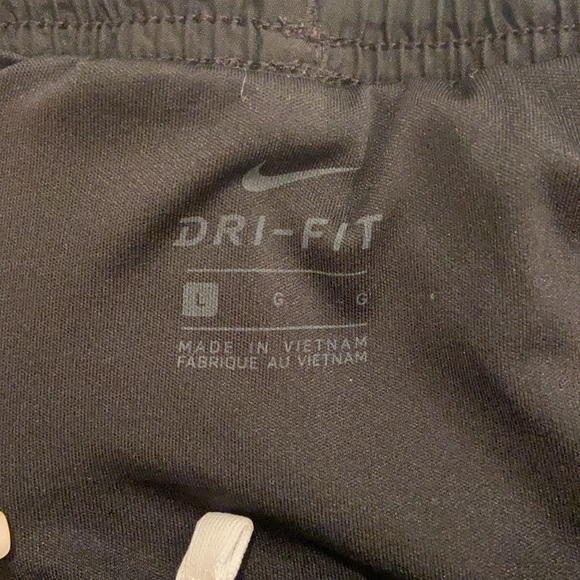 DRI-FIT
L G G
MADE IN VIETNAM
FABRIQUE AU VIETNAM